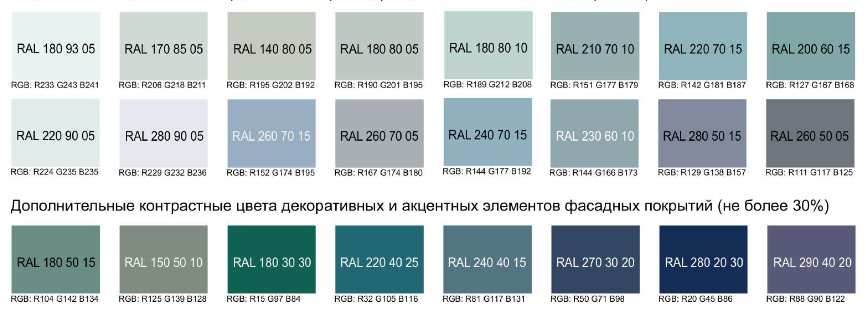 RAL 180 93 05 RAL 170 85 05 RAL 140 80 05 RAL 180 80 05 RAL 180 80 10 RAL 210 70 10 RAL 220 70 15 RAL 200 60 15
RGB: R233 G243 B241 RGB: R206 G218 B211 RGB: R195 G202 B192 RGB: R190 G201 B195 RGB: R189 G212 B208 RGB: R151 G177 B179 RGB: R142 G181 B187 RGB: R127 G167 B168
RAL 220 90 05 RAL 280 90 05 RAL 260 70 15 RAL 260 70 05 RAL 240 70 15 RAL 230 60 10 RAL 280 50 15 RAL 260 50 05
RGB: R224 G235 B235 RGB: R229 G232 B236 RGB: R152 G174 B195 RGB: R167 G174 B180 RGB: R144 G177 B192 RGB: R144 G166 B173 RGB: R129 G138 B157 RGB: R111 G117 B125
Дополнительные контрастные цвета декоративных и акцентных элементов фасадных покрытий (не более 30%)
RAL 180 50 15 RAL 150 50 10 RAL 180 30 30 RAL 220 40 25 RAL 240 40 15 RAL 270 30 20 RAL 280 20 30 RAL 290 40 20
RGB: R104 G142 B134 RGB: R125 G139 B128 RGB: R15 G97 B84 RGB: R32 G105 B116 RGB: R81 G117 B131 RGB: R50 G71 B98 RGB: R20 G45 B86 RGB: R88 G90 B122